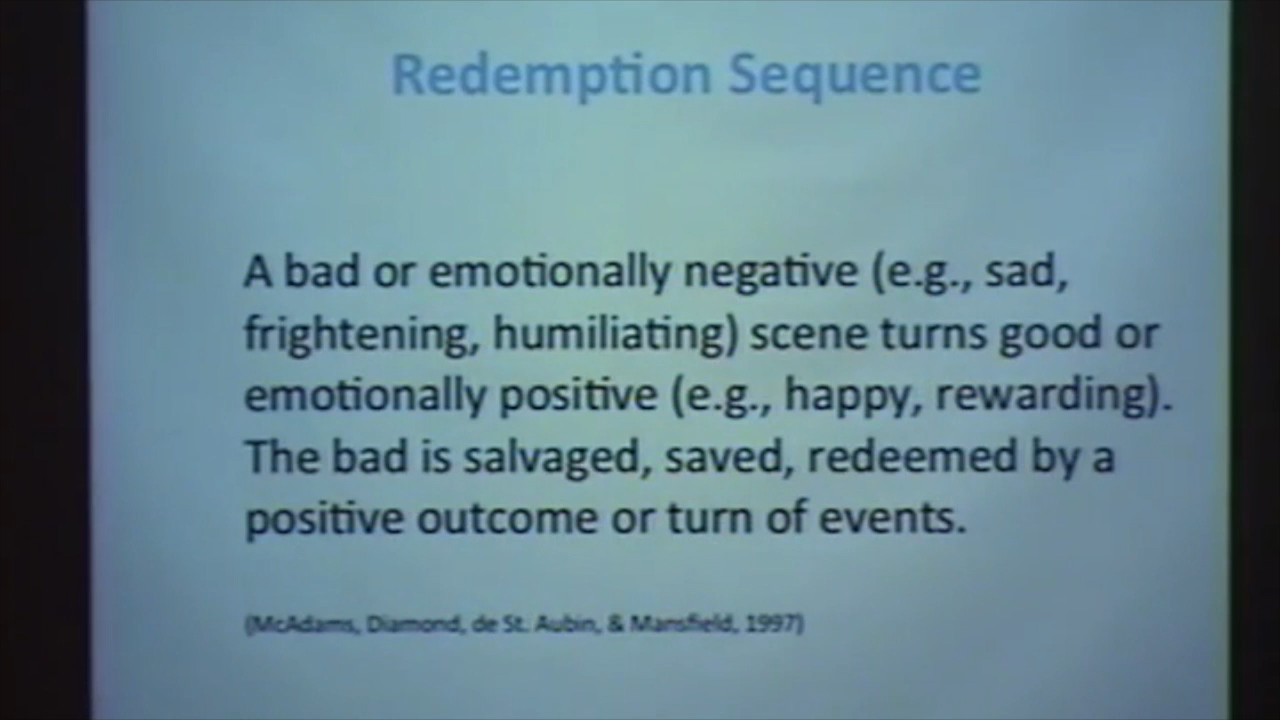 Redemption Sequence
A bad or emotionally negative (e.g., sad,
frightening, humiliating) scene turns good or
emotionally positive (e.g., happy, rewarding).
The bad is salvaged, saved, redeemed by a
positive outcome or turn of events.
(McAdams, Diamond, de St. Aubin, & Mansfield, 1997)